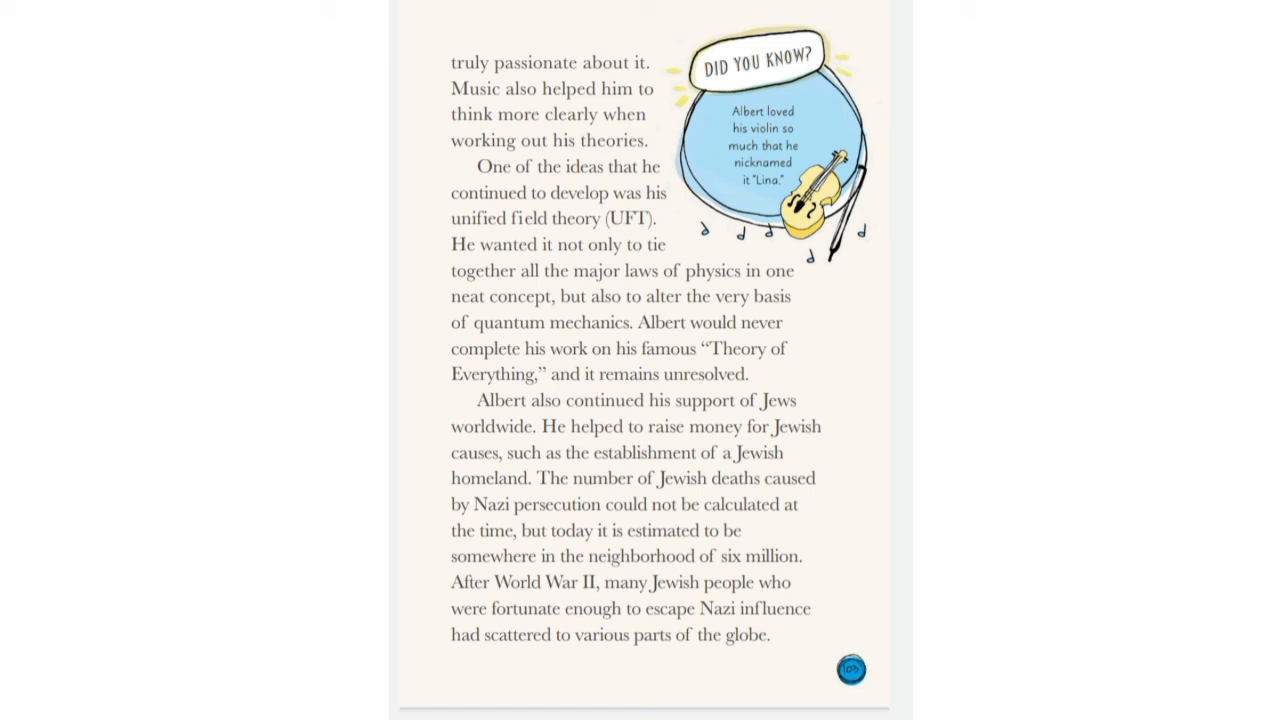 truly passionate about it.
Music also helped him to
think more clearly when
working out his theories.
One of the ideas that he
continued to develop was his
unified field theory (UFT).
He wanted it not only to tie
together all the major laws of physics in one
neat concept, but also to alter the very basis
of quantum mechanics. Albert would never
complete his work on his famous “Theory of
Everything,” and it remains unresolved.
Albert also continued his support of Jews
worldwide. He helped to raise money for Jewish
causes, such as the establishment of a Jewish
homeland. The number of Jewish deaths caused
by Nazi persecution could not be calculated at
the time, but today it is estimated to be
somewhere in the neighborhood of six million.
After World War II, many Jewish people who
were fortunate enough to escape Nazi influence
had scattered to various parts of the globe.
DID YOU KNOW?
Albert loved
his violin so
much that he
nicknamed
it “Lina.”
103